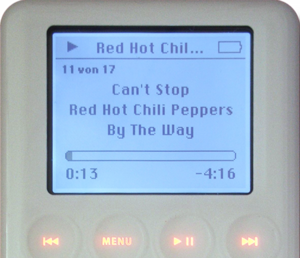 Red Hot Chil...
11 von 17
Can't Stop
Red Hot Chili Peppers
By The Way
0:13 -4:16
MENU